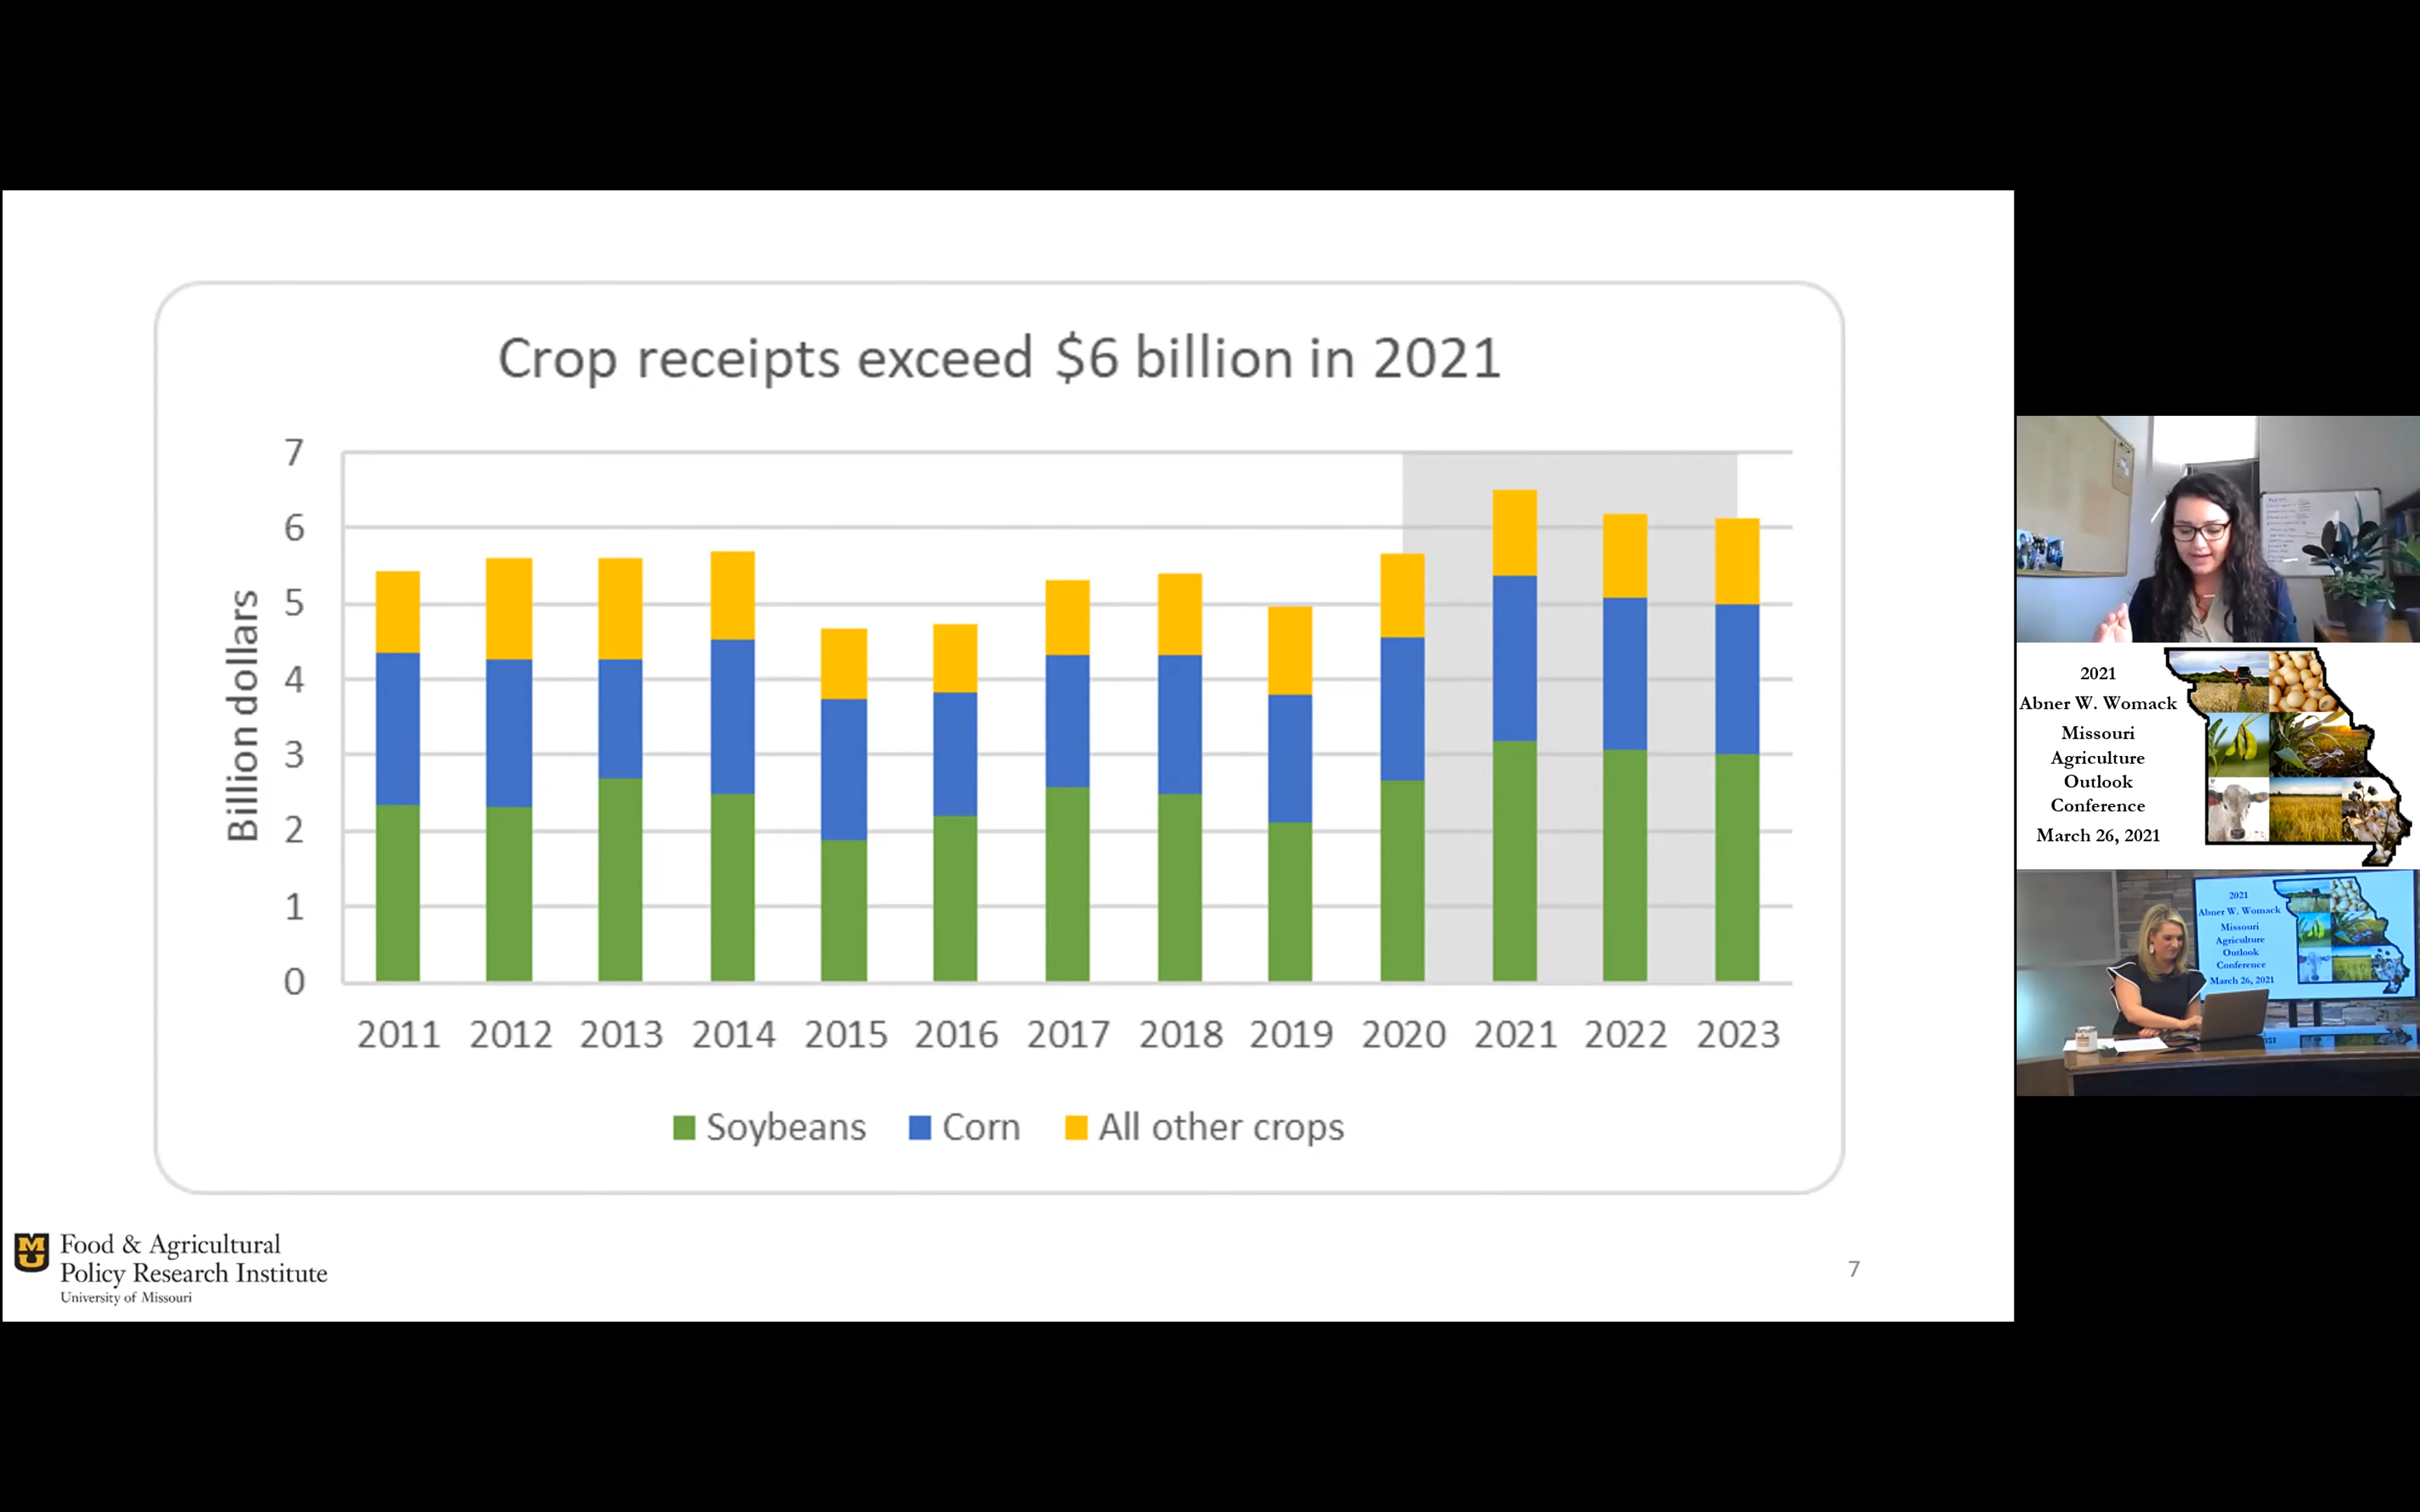 Crop receipts exceed $6 billion in 2021
Billion dollars
7
6
5
4
3
2
1
0
2011 2012 2013 2014 2015 2016 2017 2018 2019 2020 2021 2022 2023
Soybeans Corn All other crops
Food & Agricultural
Policy Research Institute
University of Missouri
7
2021
Abner W. Womack
Missouri
Agriculture
Outlook
Conference
March 26, 2021
2021
Abner W. Womack
Missouri
Agriculture
Outlook
Conference
March 26, 2021